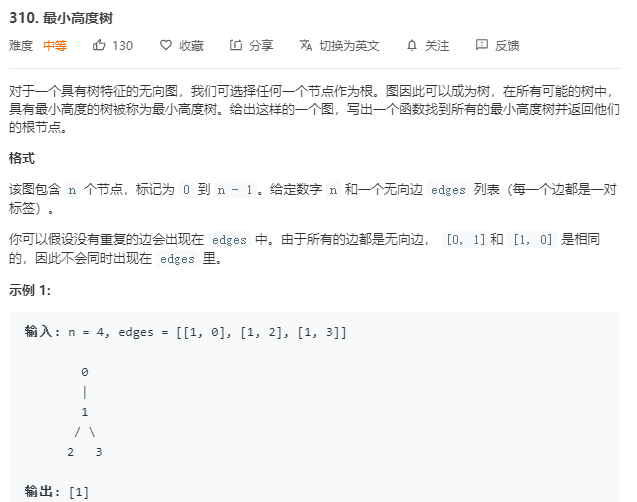 310. 最小高度树
难度 中等 130 收藏 分享 切换为英文 关注 反馈
对于一个具有树特征的无向图，我们可选择任何一个节点作为根。图因此可以成为树，在所有可能的树中，
具有最小高度的树被称为最小高度树。给出这样的一个图，写出一个函数找到所有的最小高度树并返回他们
的根节点。
格式
该图包含 n 个节点，标记为 0 到 n - 1。给定数字 n 和一个无向边 edges 列表（每一个边都是一对
标签）。
你可以假设没有重复的边会出现在 edges 中。由于所有的边都是无向边， [0, 1]和 [1, 0] 是相同
的，因此不会同时出现在 edges 里。
示例 1:
输入: n = 4, edges = [[1, 0], [1, 2], [1, 3]]
0
|
1
/ \
2 3
输出: [1]